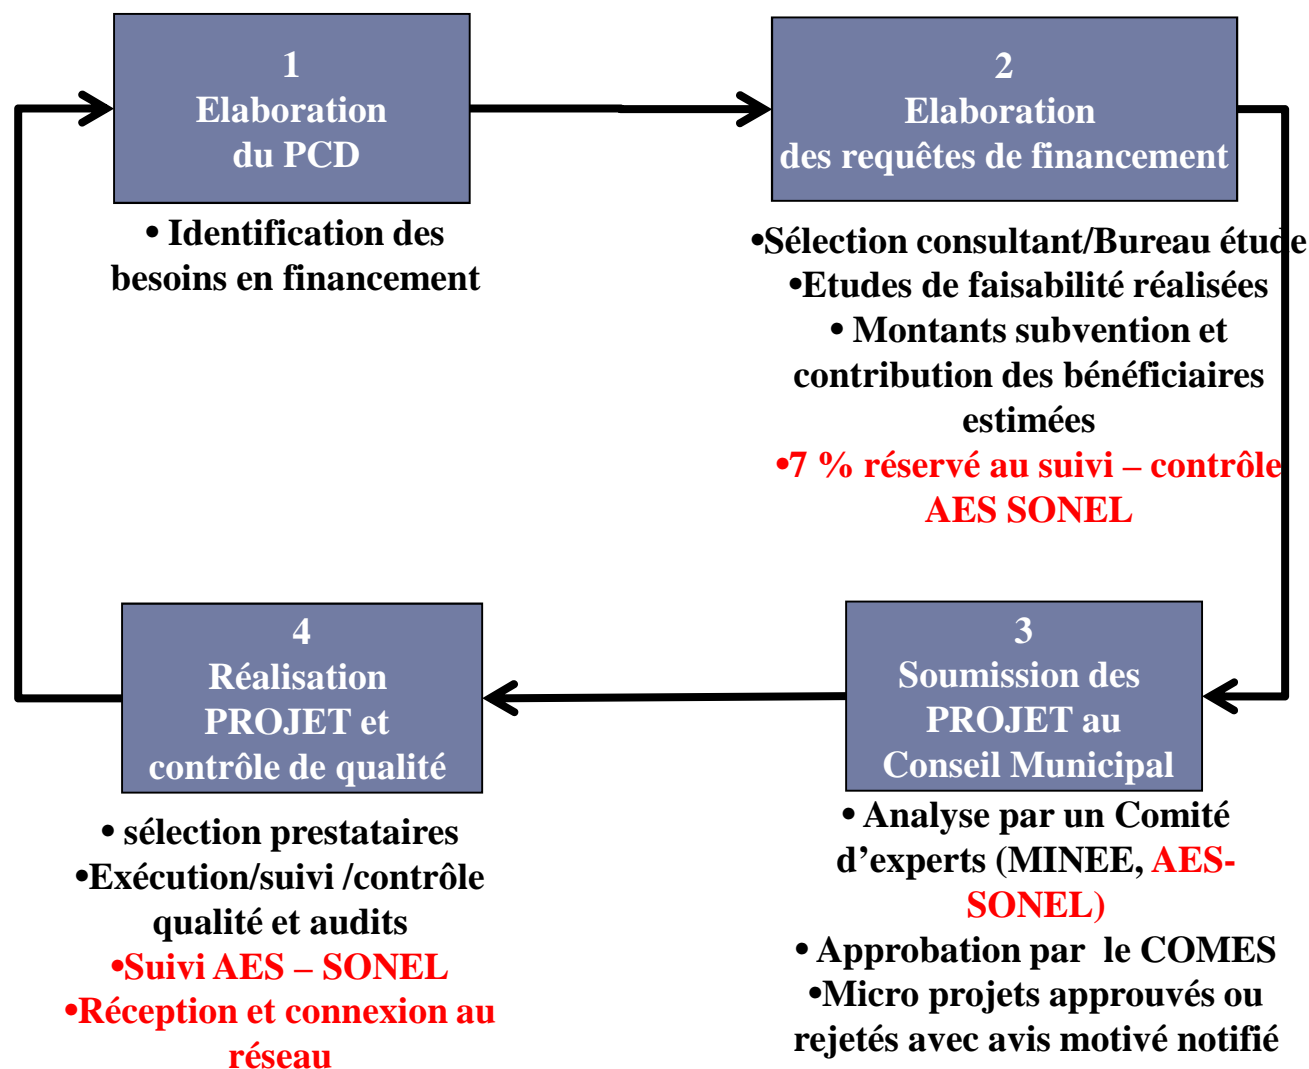 1
Elaboration
du PCD
• Identification des
besoins en financement
2
Elaboration
des requêtes de financement
•Sélection consultant/Bureau étude
•Etudes de faisabilité réalisées
• Montants subvention et
contribution des bénéficiaires
estimées
•7 % réservé au suivi – contrôle
AES SONEL
3
Soumission des
PROJET au
Conseil Municipal
• Analyse par un Comité
d’experts (MINEE, AES-
SONEL)
• Approbation par le COMES
•Micro projets approuvés ou
rejetés avec avis motivé notifié
4
Réalisation
PROJET et
contrôle de qualité
• sélection prestataires
•Exécution/suivi /contrôle
qualité et audits
•Suivi AES – SONEL
•Réception et connexion au
réseau